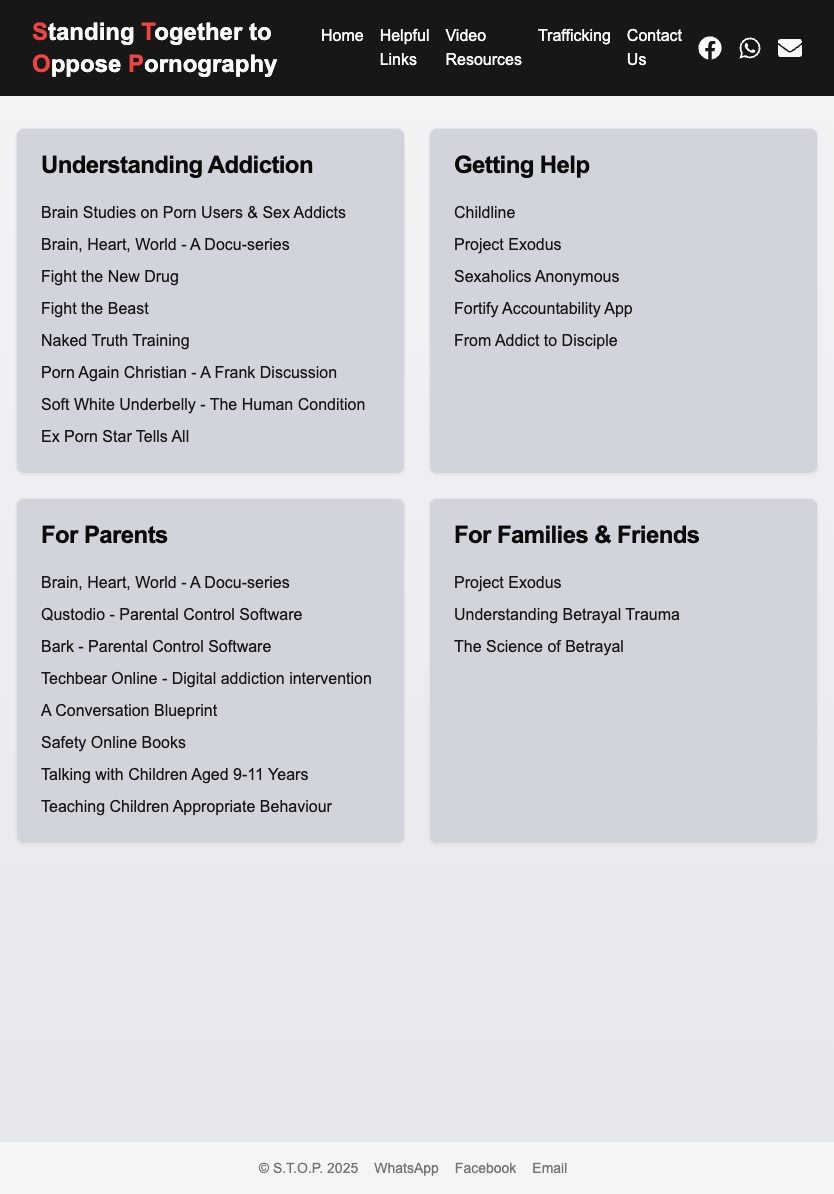 Standing Together to
Oppose Pornography
Home
Helpful
Links
Video
Resources
Trafficking
Contact
Us
Understanding Addiction
Brain Studies on Porn Users & Sex Addicts
Brain, Heart, World - A Docu-series
Fight the New Drug
Fight the Beast
Naked Truth Training
Porn Again Christian - A Frank Discussion
Soft White Underbelly - The Human Condition
Ex Porn Star Tells All
Getting Help
Childline
Project Exodus
Sexaholics Anonymous
Fortify Accountability App
From Addict to Disciple
For Parents
Brain, Heart, World - A Docu-series
Qustodio - Parental Control Software
Bark - Parental Control Software
Techbear Online - Digital addiction intervention
A Conversation Blueprint
Safety Online Books
Talking with Children Aged 9-11 Years
Teaching Children Appropriate Behaviour
For Families & Friends
Project Exodus
Understanding Betrayal Trauma
The Science of Betrayal
© S.T.O.P. 2025 WhatsApp Facebook Email